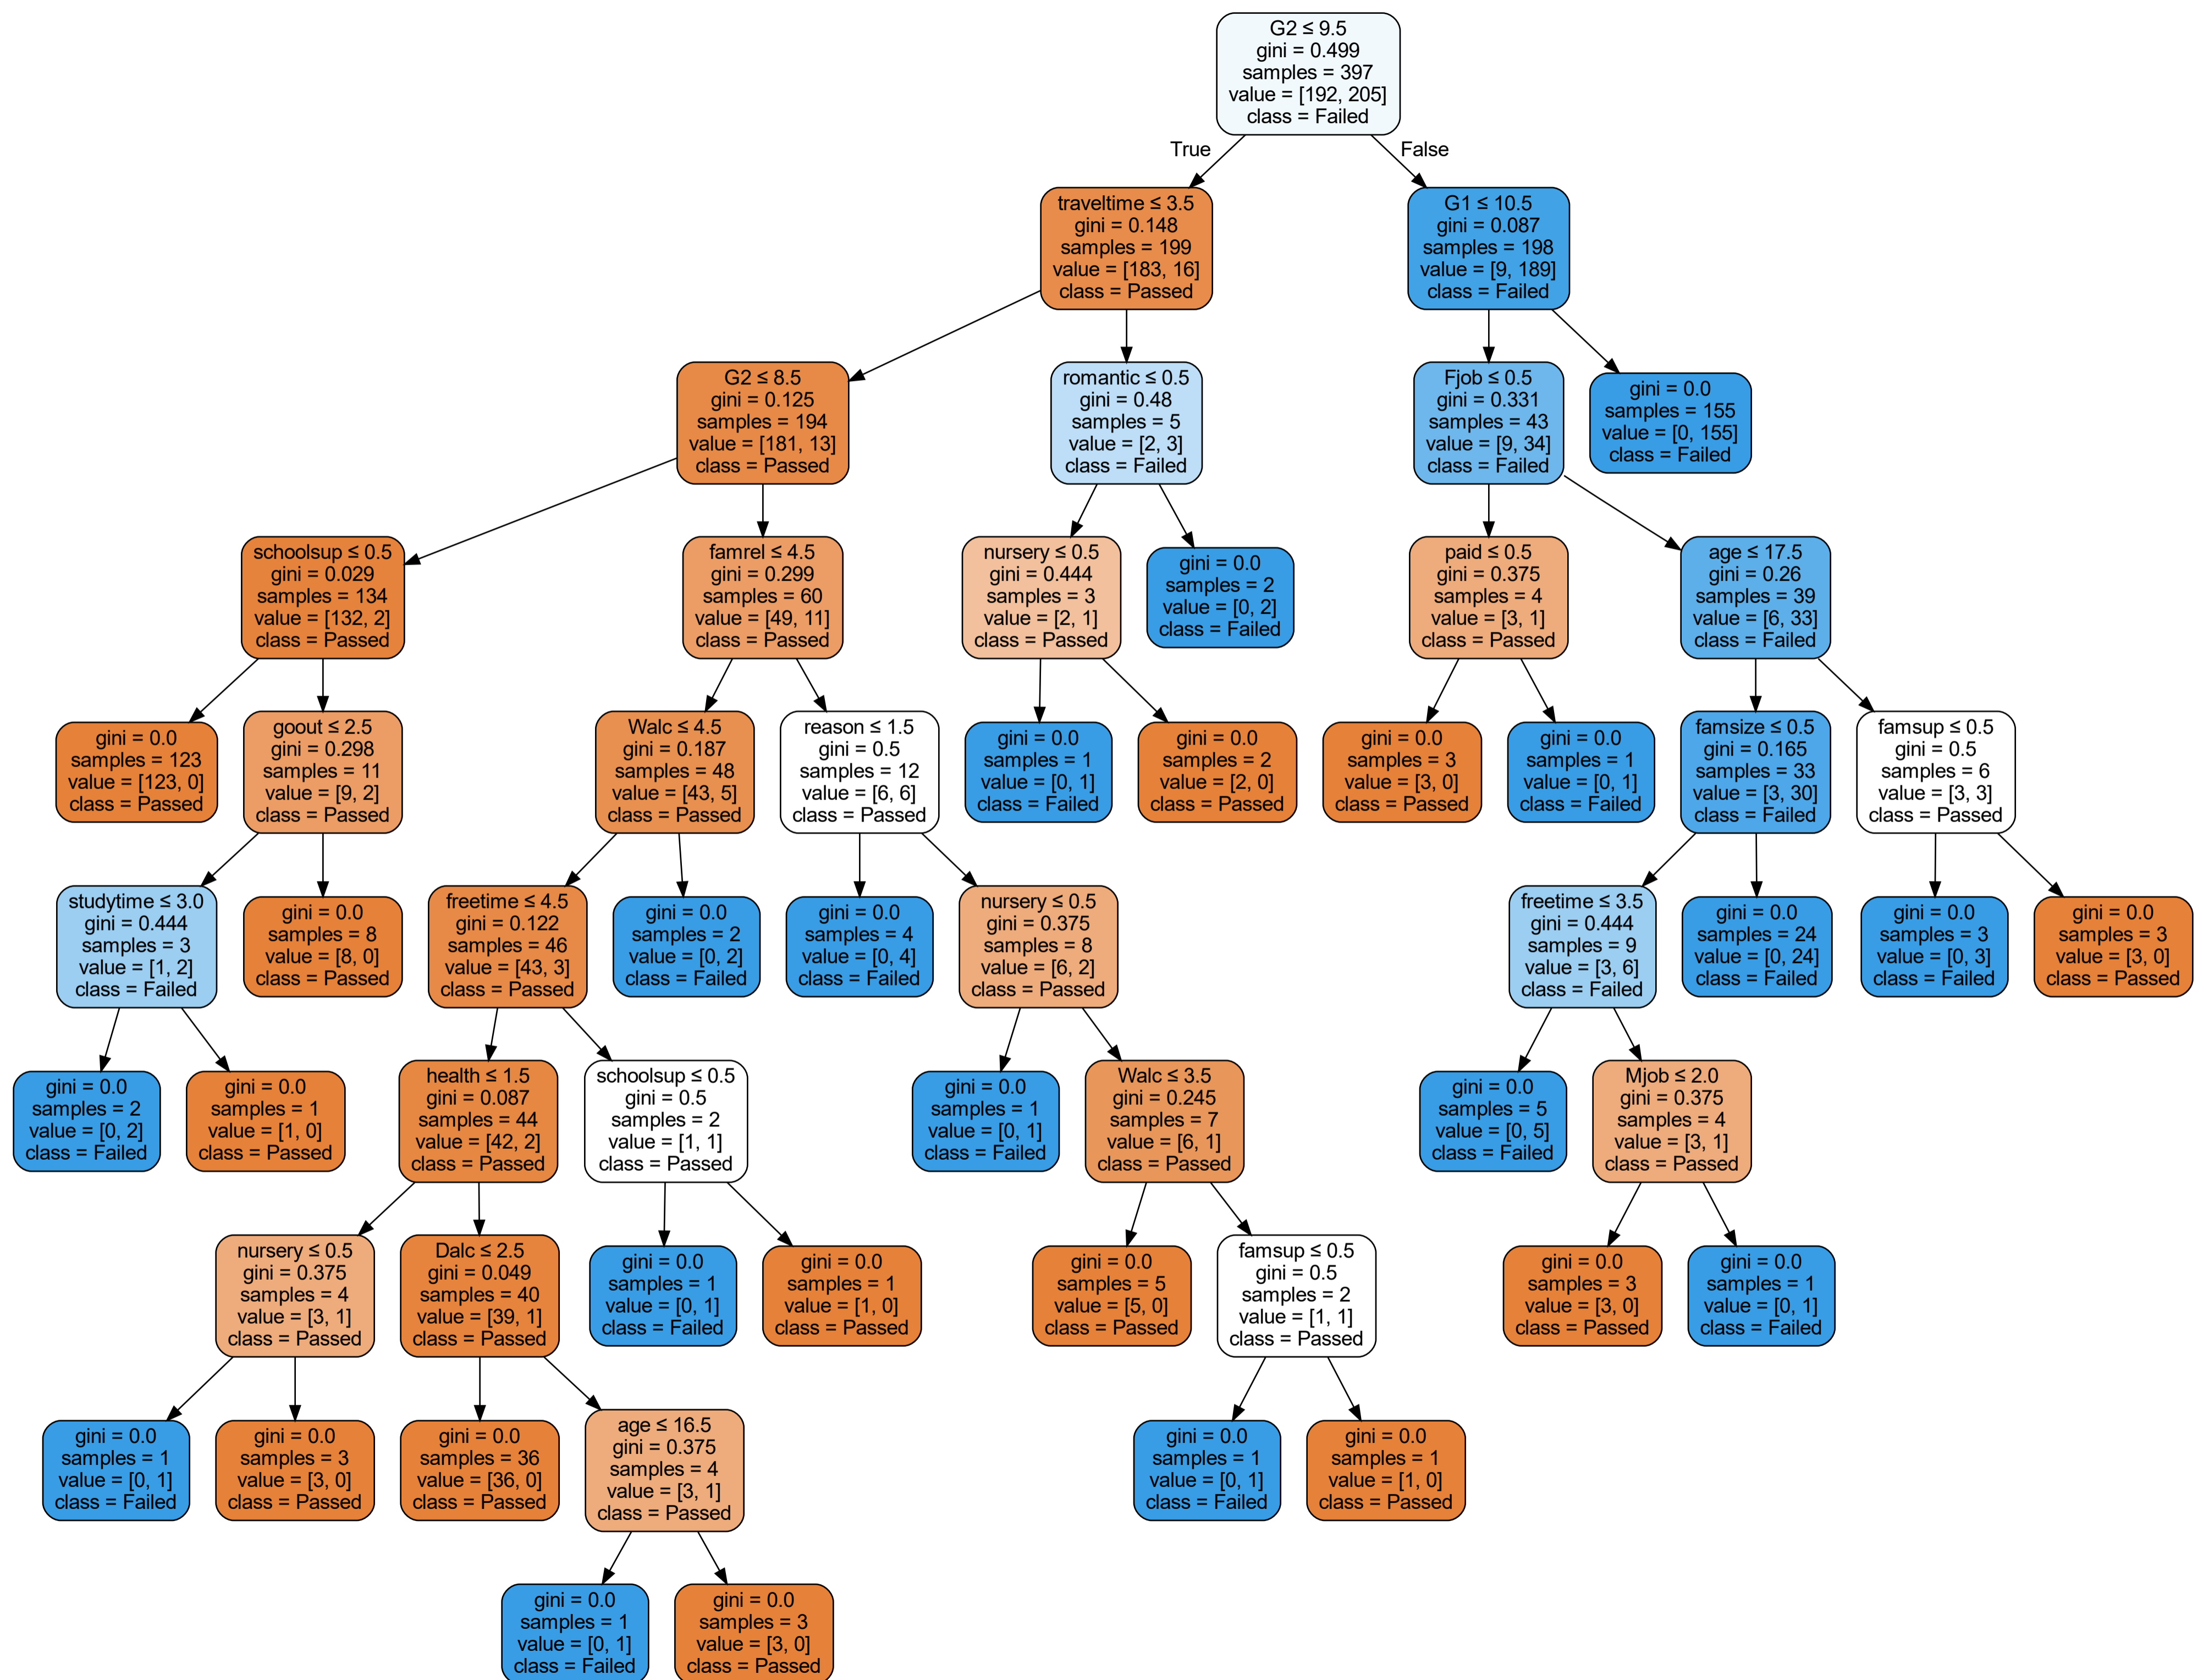 G2 ≤ 9.5
gini = 0.499
samples = 397
value = [192, 205]
class = Failed
True
False
traveltime ≤ 3.5
gini = 0.148
samples = 199
value = [183, 16]
class = Passed
G1 ≤ 10.5
gini = 0.087
samples = 198
value = [9, 189]
class = Failed
G2 ≤ 8.5
gini = 0.125
samples = 194
value = [181, 13]
class = Passed
romantic ≤ 0.5
gini = 0.48
samples = 5
value = [2, 3]
class = Failed
Fjob ≤ 0.5
gini = 0.331
samples = 43
value = [9, 34]
class = Failed
gini = 0.0
samples = 155
value = [0, 155]
class = Failed
schoolsup ≤ 0.5
gini = 0.029
samples = 134
value = [132, 2]
class = Passed
famrel ≤ 4.5
gini = 0.299
samples = 60
value = [49, 11]
class = Passed
nursery ≤ 0.5
gini = 0.444
samples = 3
value = [2, 1]
class = Passed
gini = 0.0
samples = 2
value = [0, 2]
class = Failed
paid ≤ 0.5
gini = 0.375
samples = 4
value = [3, 1]
class = Passed
age ≤ 17.5
gini = 0.26
samples = 39
value = [6, 33]
class = Failed
gini = 0.0
samples = 123
value = [123, 0]
class = Passed
goout ≤ 2.5
gini = 0.298
samples = 11
value = [9, 2]
class = Passed
Walc ≤ 4.5
gini = 0.187
samples = 48
value = [43, 5]
class = Passed
reason ≤ 1.5
gini = 0.5
samples = 12
value = [6, 6]
class = Passed
gini = 0.0
samples = 1
value = [0, 1]
class = Failed
gini = 0.0
samples = 2
value = [2, 0]
class = Passed
gini = 0.0
samples = 3
value = [3, 0]
class = Passed
gini = 0.0
samples = 1
value = [0, 1]
class = Failed
famsize ≤ 0.5
gini = 0.165
samples = 33
value = [3, 30]
class = Failed
famsup ≤ 0.5
gini = 0.5
samples = 6
value = [3, 3]
class = Passed
studytime ≤ 3.0
gini = 0.444
samples = 3
value = [1, 2]
class = Failed
gini = 0.0
samples = 8
value = [8, 0]
class = Passed
freetime ≤ 4.5
gini = 0.122
samples = 46
value = [43, 3]
class = Passed
gini = 0.0
samples = 2
value = [0, 2]
class = Failed
gini = 0.0
samples = 4
value = [0, 4]
class = Failed
nursery ≤ 0.5
gini = 0.375
samples = 8
value = [6, 2]
class = Passed
freetime ≤ 3.5
gini = 0.444
samples = 9
value = [3, 6]
class = Failed
gini = 0.0
samples = 24
value = [0, 24]
class = Failed
gini = 0.0
samples = 3
value = [0, 3]
class = Failed
gini = 0.0
samples = 3
value = [3, 0]
class = Passed
gini = 0.0
samples = 2
value = [0, 2]
class = Failed
gini = 0.0
samples = 1
value = [1, 0]
class = Passed
health ≤ 1.5
gini = 0.087
samples = 44
value = [42, 2]
class = Passed
schoolsup ≤ 0.5
gini = 0.5
samples = 2
value = [1, 1]
class = Passed
gini = 0.0
samples = 1
value = [0, 1]
class = Failed
Walc ≤ 3.5
gini = 0.245
samples = 7
value = [6, 1]
class = Passed
gini = 0.0
samples = 5
value = [0, 5]
class = Failed
Mjob ≤ 2.0
gini = 0.375
samples = 4
value = [3, 1]
class = Passed
nursery ≤ 0.5
gini = 0.375
samples = 4
value = [3, 1]
class = Passed
Dalc ≤ 2.5
gini = 0.049
samples = 40
value = [39, 1]
class = Passed
gini = 0.0
samples = 1
value = [0, 1]
class = Failed
gini = 0.0
samples = 1
value = [1, 0]
class = Passed
gini = 0.0
samples = 5
value = [5, 0]
class = Passed
famsup ≤ 0.5
gini = 0.5
samples = 2
value = [1, 1]
class = Passed
gini = 0.0
samples = 3
value = [3, 0]
class = Passed
gini = 0.0
samples = 1
value = [0, 1]
class = Failed
gini = 0.0
samples = 1
value = [0, 1]
class = Failed
gini = 0.0
samples = 3
value = [3, 0]
class = Passed
gini = 0.0
samples = 36
value = [36, 0]
class = Passed
age ≤ 16.5
gini = 0.375
samples = 4
value = [3, 1]
class = Passed
gini = 0.0
samples = 1
value = [0, 1]
class = Failed
gini = 0.0
samples = 1
value = [1, 0]
class = Passed
gini = 0.0
samples = 1
value = [0, 1]
class = Failed
gini = 0.0
samples = 3
value = [3, 0]
class = Passed